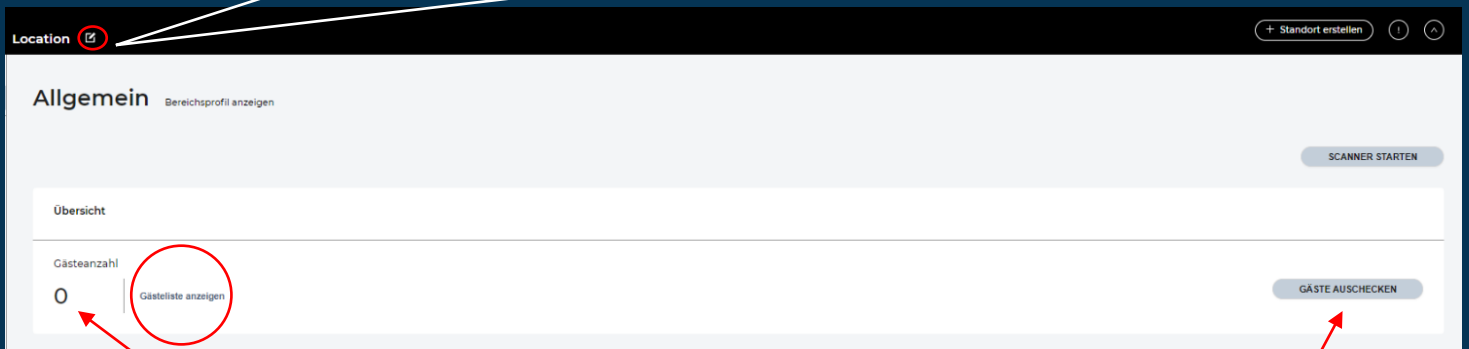 Location
+ Standort erstellen
Allgemein Bereichsprofil anzeigen
SCANNER STARTEN
Übersicht
Gästeanzahl
0 Gästeliste anzeigen
GÄSTE AUSCHECKEN